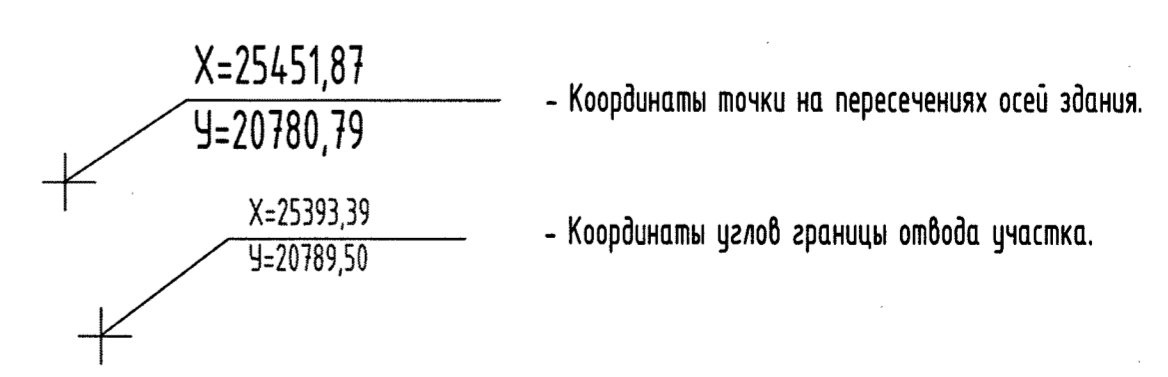 X=25451,87
У=20780,79
- Координаты точки на пересечениях осей здания.
X=25393,39
У=20789,50
- Координаты углов границы отвода участка.